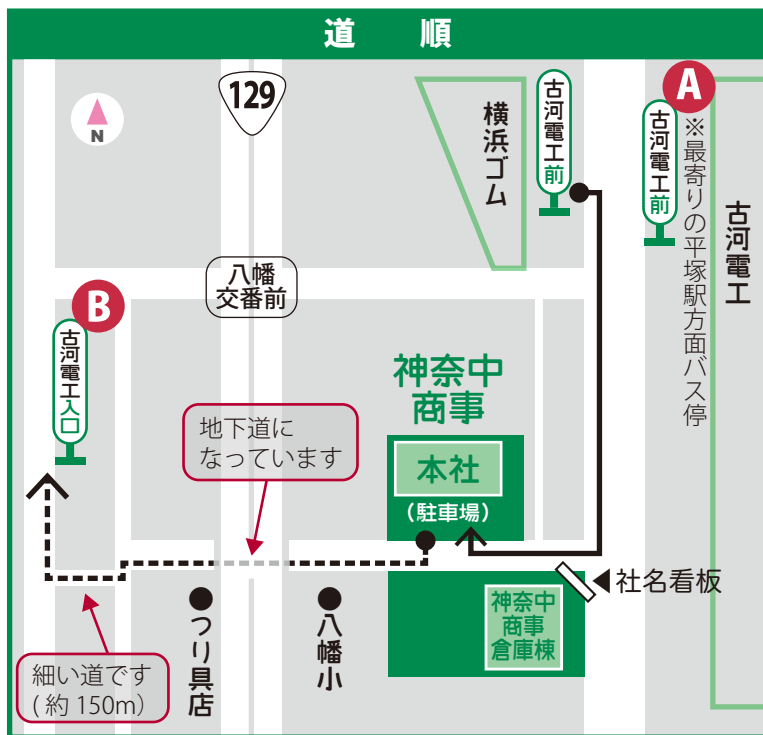 道 順
129
N
八幡
交番前
横浜ゴム
古河電工前
A
古河電工前
※最寄りの平塚駅方面バス停
古河電工
B
古河電工入口
地下道に
なっています
神奈中
商事
本社
(駐車場)
社名看板
神奈中
商事
倉庫棟
つり具店
八幡小
細い道です
(約150m)